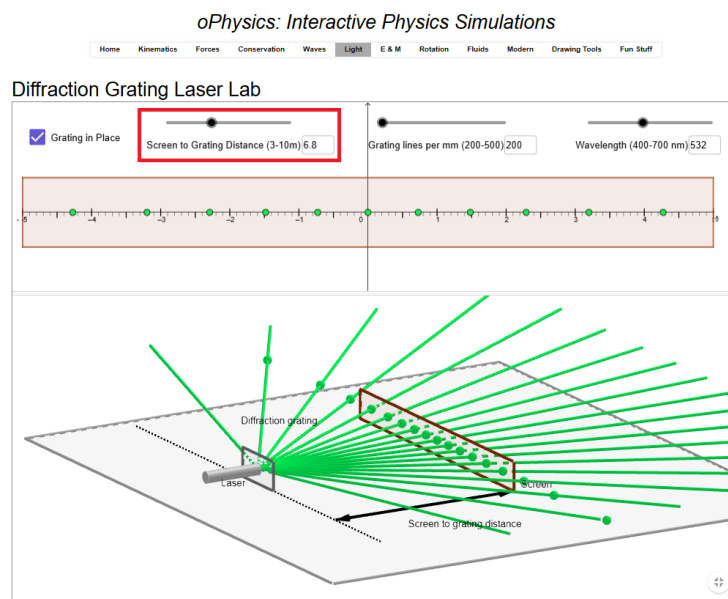 oPhysics: Interactive Physics Simulations
Home Kinematics Forces Conservation Waves Light E & M Rotation Fluids Modern Drawing Tools Fun Stuff
Diffraction Grating Laser Lab
Grating in Place
Screen to Grating Distance (3-10m) 6.8
Grating lines per mm (200-500) 200
Wavelength (400-700 nm) 532
-5 -4 -3 -2 -1 0 1 2 3 4 5
Diffraction grating
Laser
Screen
Screen to grating distance